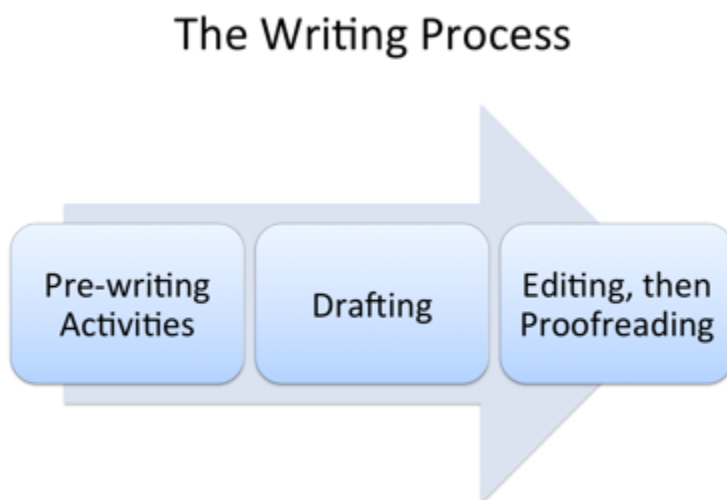 The Writing Process
Pre-writing
Activities
Drafting
Editing, then
Proofreading